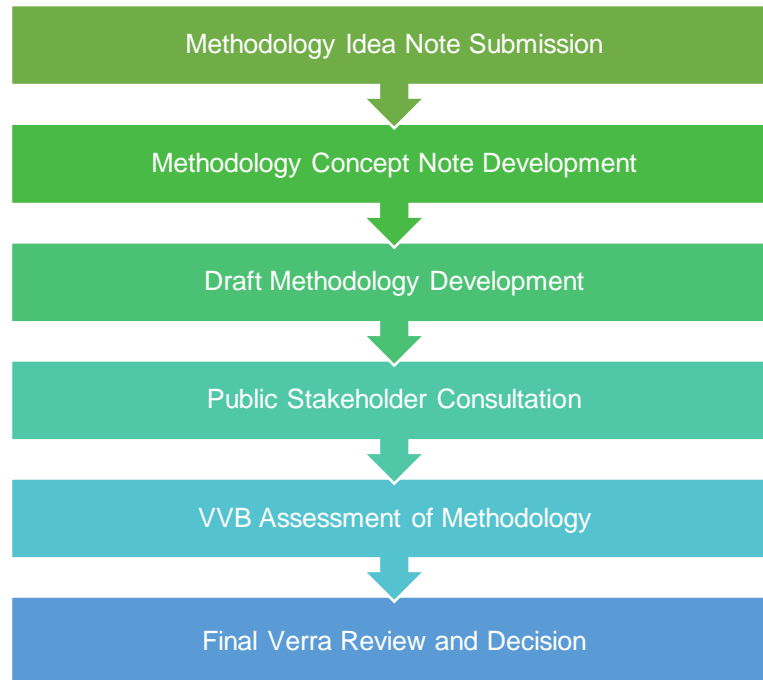 Methodology Idea Note Submission
Methodology Concept Note Development
Draft Methodology Development
Public Stakeholder Consultation
VVB Assessment of Methodology
Final Verra Review and Decision